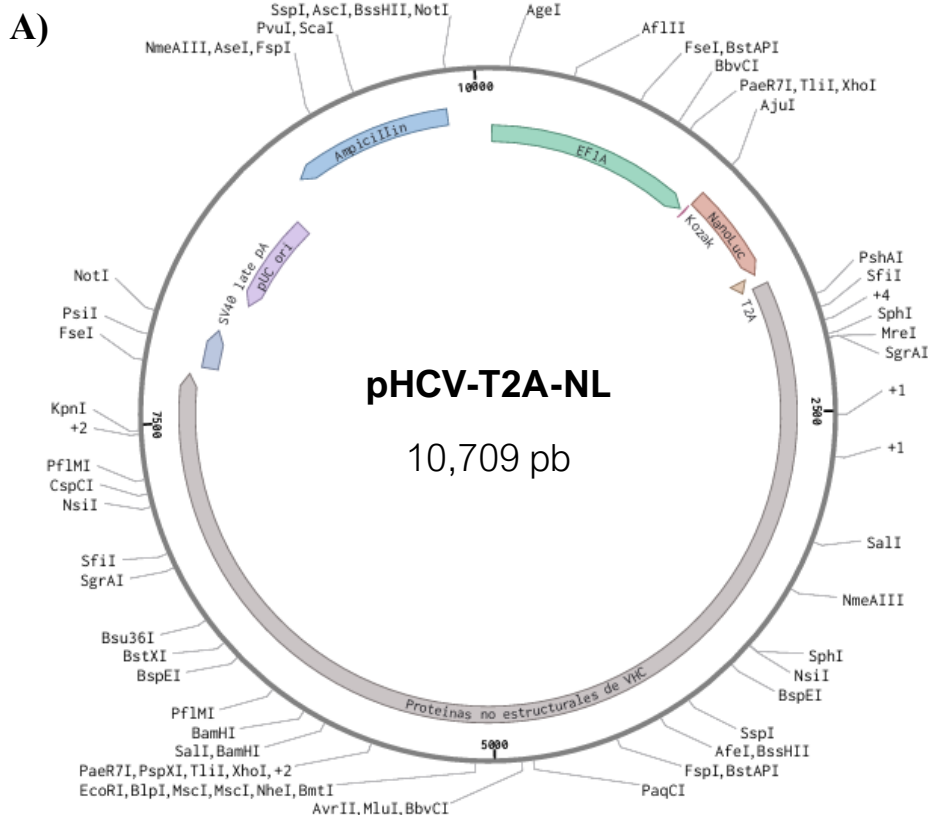 A)
SspI,AscI,BssHII,NotI
PvuI,ScaI
NmeAIII,AseI,FspI
AgeI
AflII
FseI,BstAPI
BbvCI
PaeR7I,TliI,XhoI
AjuI
10000
Ampicillin
EF1A
Kozak
NanoLuc
T2A
pUC ori
SV40 late pA
PshAI
SfiI
+4
SphI
MreI
SgrAI
+1
2500
+1
SalI
NmeAIII
SphI
NsiI
BspEI
SspI
AfeI,BssHII
FspI,BstAPI
PaqCI
NotI
PsiI
FseI
KpnI
+2
7500
PflMI
CspCI
NsiI
SfiI
SgrAI
Bsu36I
BstXI
BspEI
PflMI
BamHI
SalI,BamHI
PaeR7I,PspXI,TliI,XhoI,+2
EcoRI,BlpI,MscI,MscI,NheI,BmtI
AvrII,MluI,BbvCI
5000
Proteínas no estructurales de VHC
pHCV-T2A-NL
10,709 pb